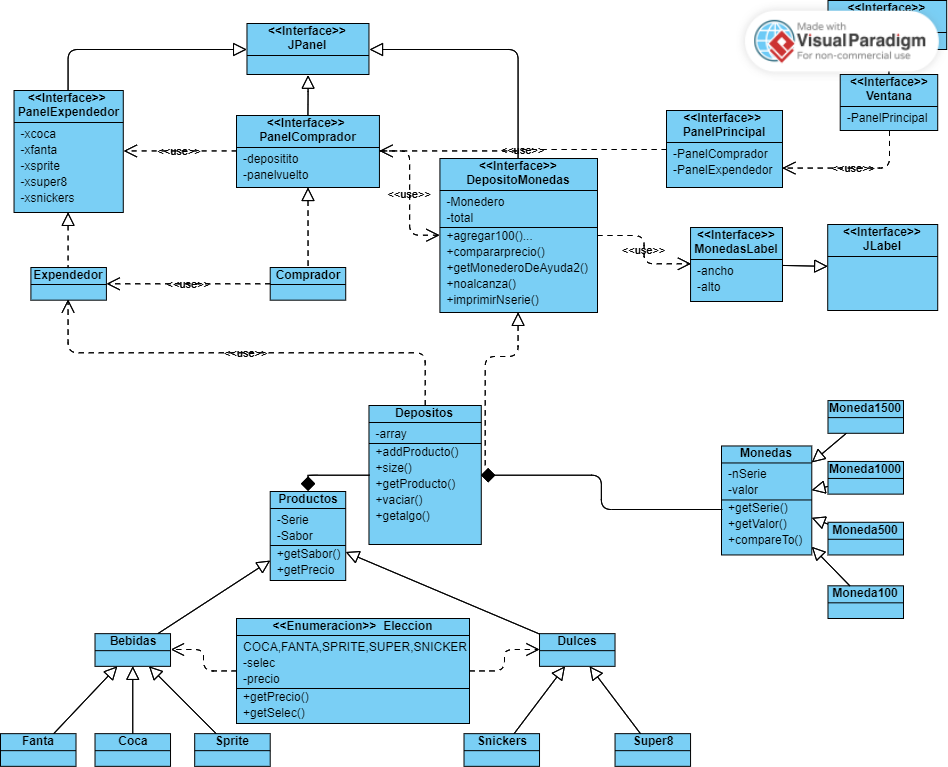 <<Interface>>
Made with
VisualParadigm
For non-commercial use
<<Interface>>
JPanel
<<Interface>>
Ventana
-PanelPrincipal
<<Interface>>
PanelExpendedor
-xcoca
-xfanta
-xsprite
-xsuper8
-xsnickers
<<Interface>>
PanelComprador
-depositito
-panelvuelto
<<Interface>>
PanelPrincipal
-PanelComprador
-PanelExpendedor
<<use>>
<<use>>
<<use>>
<<use>>
<<Interface>>
DepositoMonedas
-Monedero
-total
+agregar100()...
+compararprecio()
+getMonederoDeAyuda2()
+noalcanza()
+imprimirNserie()
<<use>>
<<Interface>>
MonedasLabel
-ancho
-alto
<<Interface>>
JLabel
Expendedor
<<use>>
Comprador
<<use>>
Depositos
-array
+addProducto()
+size()
+getProducto()
+vaciar()
+getalgo()
Monedas
-nSerie
-valor
+getSerie()
+getValor()
+compareTo()
Moneda1500
Moneda1000
Moneda500
Moneda100
Productos
-Serie
-Sabor
+getSabor()
+getPrecio
Bebidas
<<Enumeracion>> Eleccion
COCA,FANTA,SPRITE,SUPER,SNICKER
-selec
-precio
+getPrecio()
+getSelec()
Dulces
Fanta
Coca
Sprite
Snickers
Super8